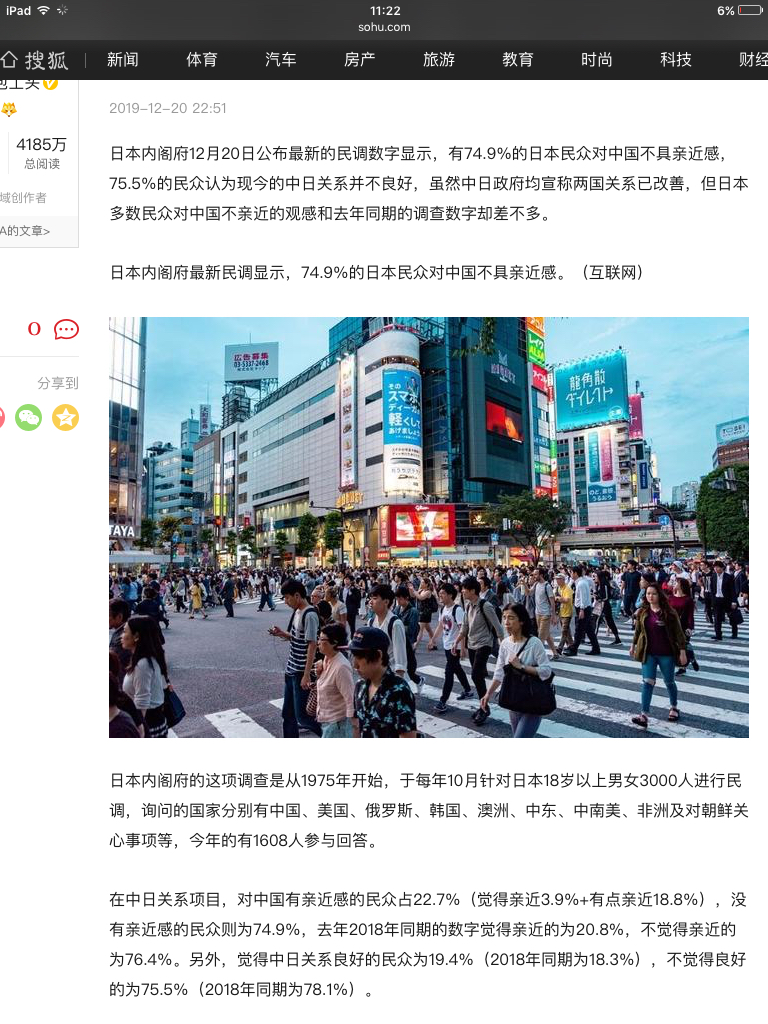 iPad
11:22
6%
sohu.com
搜狐 | 新闻 体育 汽车 房产 旅游 教育 时尚 科技 财经
4185万
总阅读
域创作者
A的文章>
0
分享到
2019-12-20 22:51
日本内阁府12月20日公布最新的民调数字显示，有74.9%的日本民众对中国不具亲近感，
75.5%的民众认为现今的中日关系并不良好，虽然中日政府均宣称两国关系已改善，但日本
多数民众对中国不亲近的观感和去年同期的调查数字却差不多。
日本内阁府最新民调显示，74.9%的日本民众对中国不具亲近感。（互联网）
広告募集
03-5337-2468
その
スマホ
軽くして
あげましょう
龍角散
ダイレクト
のど、直接、
うるおう
TAYA
Glico
日本内阁府的这项调查是从1975年开始，于每年10月针对日本18岁以上男女3000人进行民
调，询问的国家分别有中国、美国、俄罗斯、韩国、澳洲、中东、中南美、非洲及对朝鲜关
心事项等，今年的有1608人参与回答。
在中日关系项目，对中国有亲近感的民众占22.7%（觉得亲近3.9%+有点亲近18.8%），没
有亲近感的民众则为74.9%，去年2018年同期的数字觉得亲近的为20.8%，不觉得亲近的
为76.4%。另外，觉得中日关系良好的民众为19.4%（2018年同期为18.3%），不觉得良好
的为75.5%（2018年同期为78.1%）。